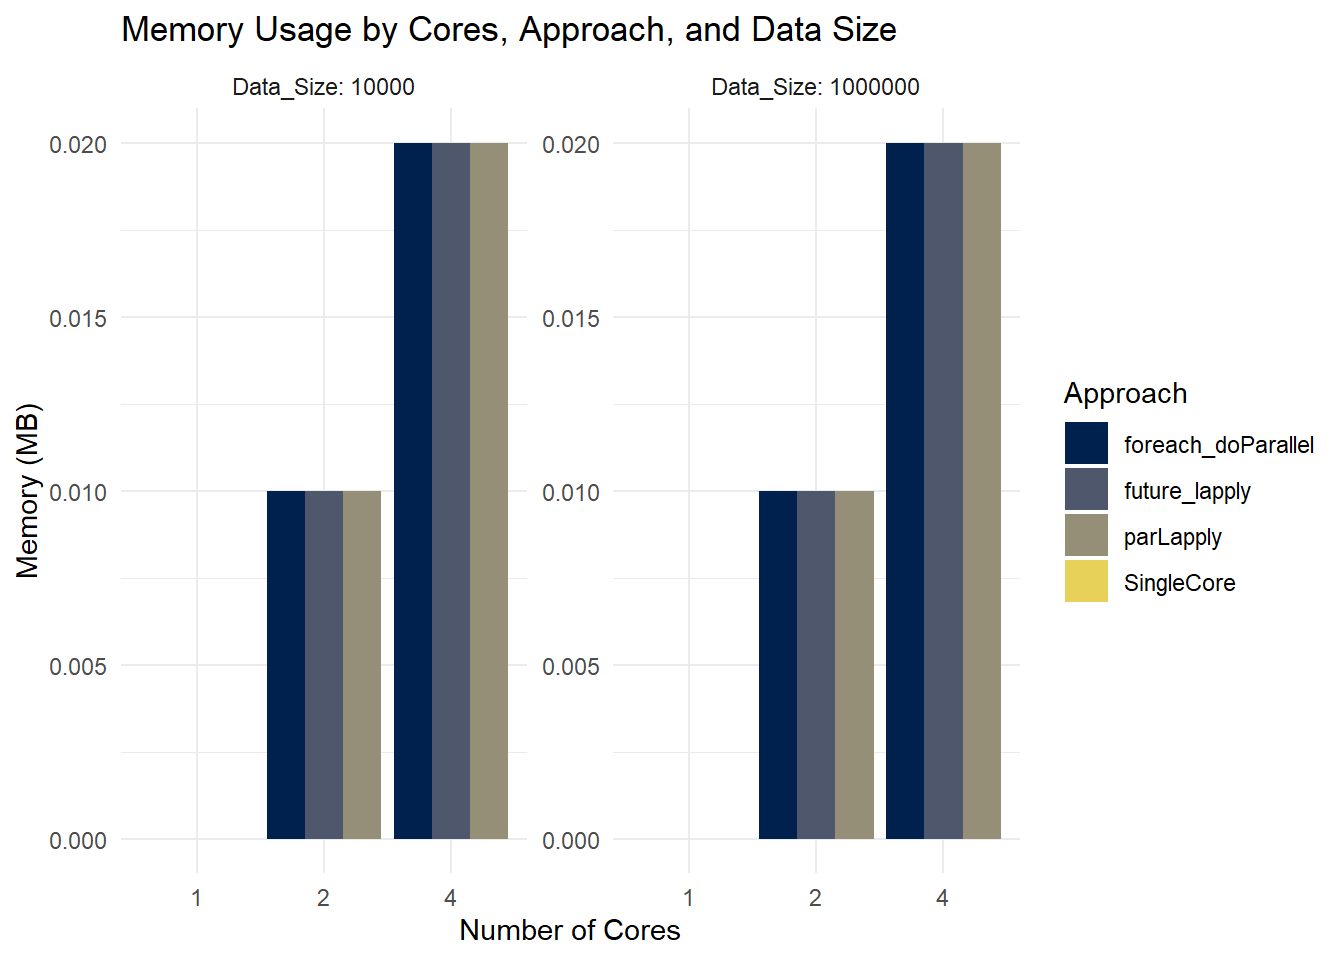 Memory Usage by Cores, Approach, and Data Size
Data_Size: 10000
Data_Size: 1000000
Memory (MB)
0.020
0.015
0.010
0.005
0.000
0.020
0.015
0.010
0.005
0.000
1 2 4
1 2 4
Number of Cores
Approach
foreach_doParallel
future_lapply
parLapply
SingleCore